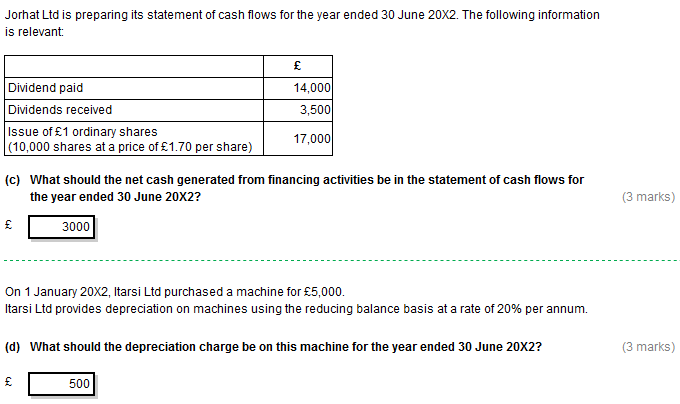 Jorhat Ltd is preparing its statement of cash flows for the year ended 30 June 20X2. The following information
is relevant:
£
Dividend paid 14,000
Dividends received 3,500
Issue of £1 ordinary shares
(10,000 shares at a price of £1.70 per share) 17,000
(c) What should the net cash generated from financing activities be in the statement of cash flows for
the year ended 30 June 20X2? (3 marks)
£ 3000
On 1 January 20X2, Itarsi Ltd purchased a machine for £5,000.
Itarsi Ltd provides depreciation on machines using the reducing balance basis at a rate of 20% per annum.
(d) What should the depreciation charge be on this machine for the year ended 30 June 20X2? (3 marks)
£ 500